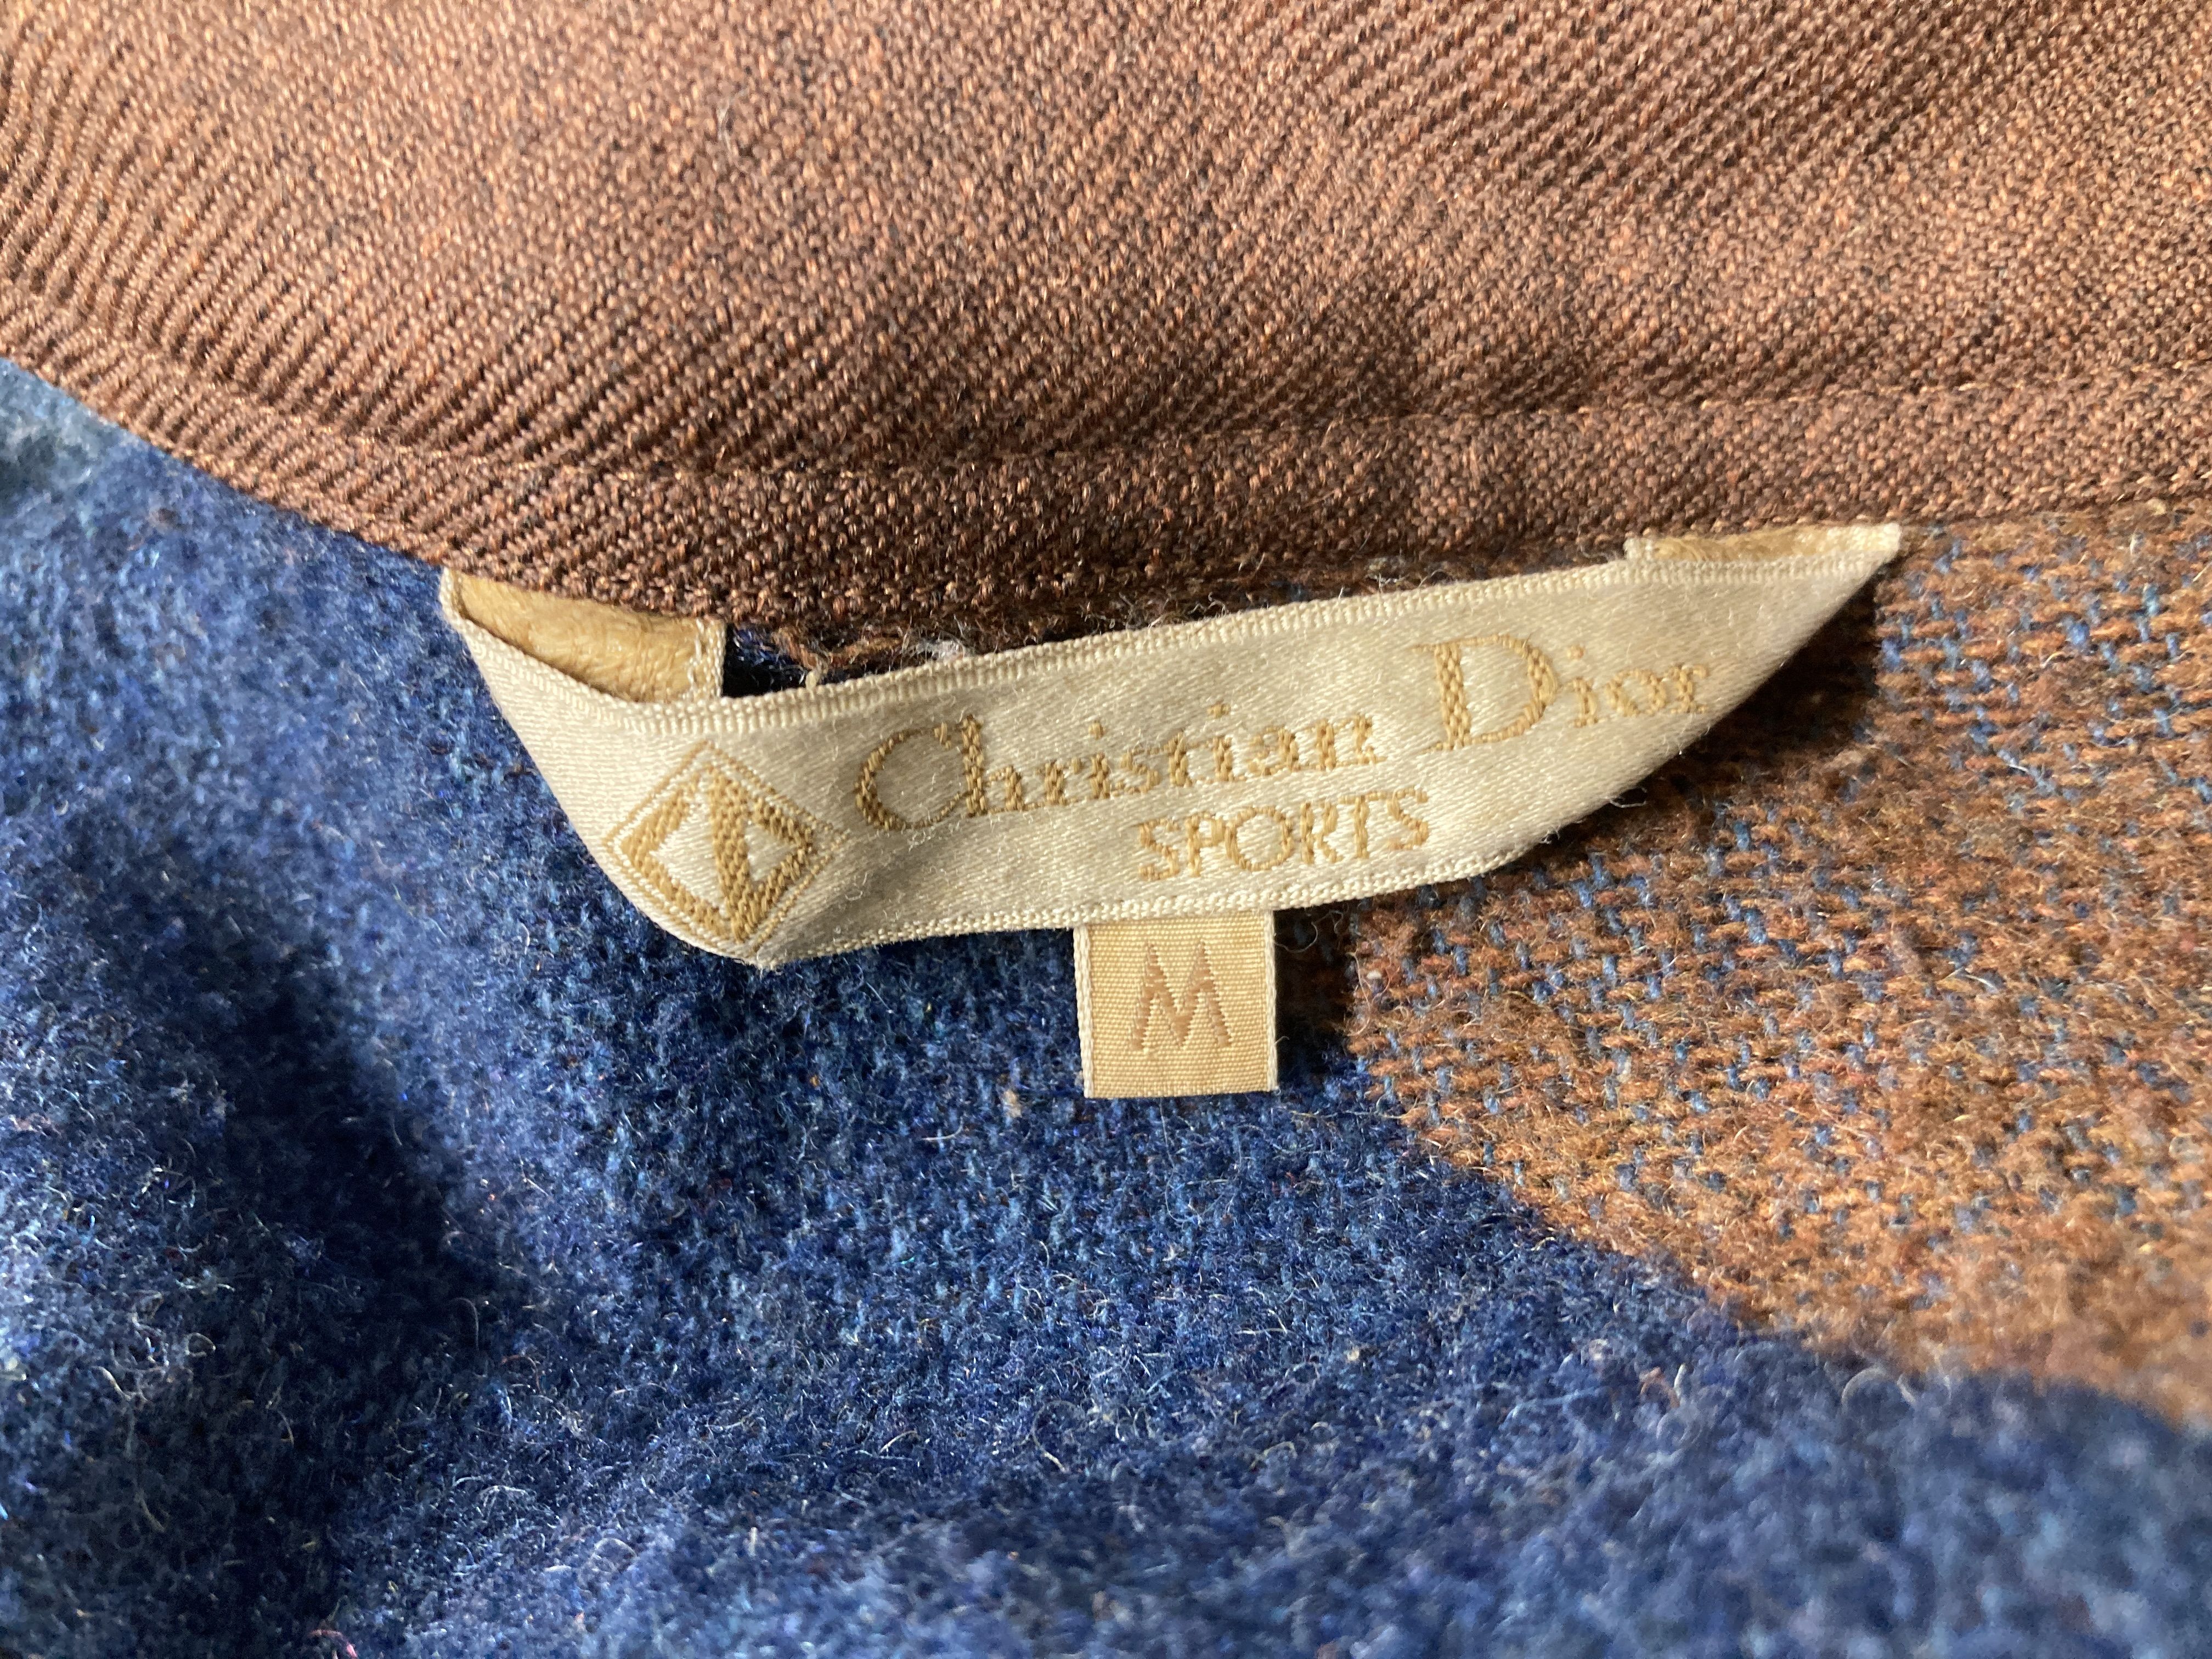 Christian Dior
SPORTS
M